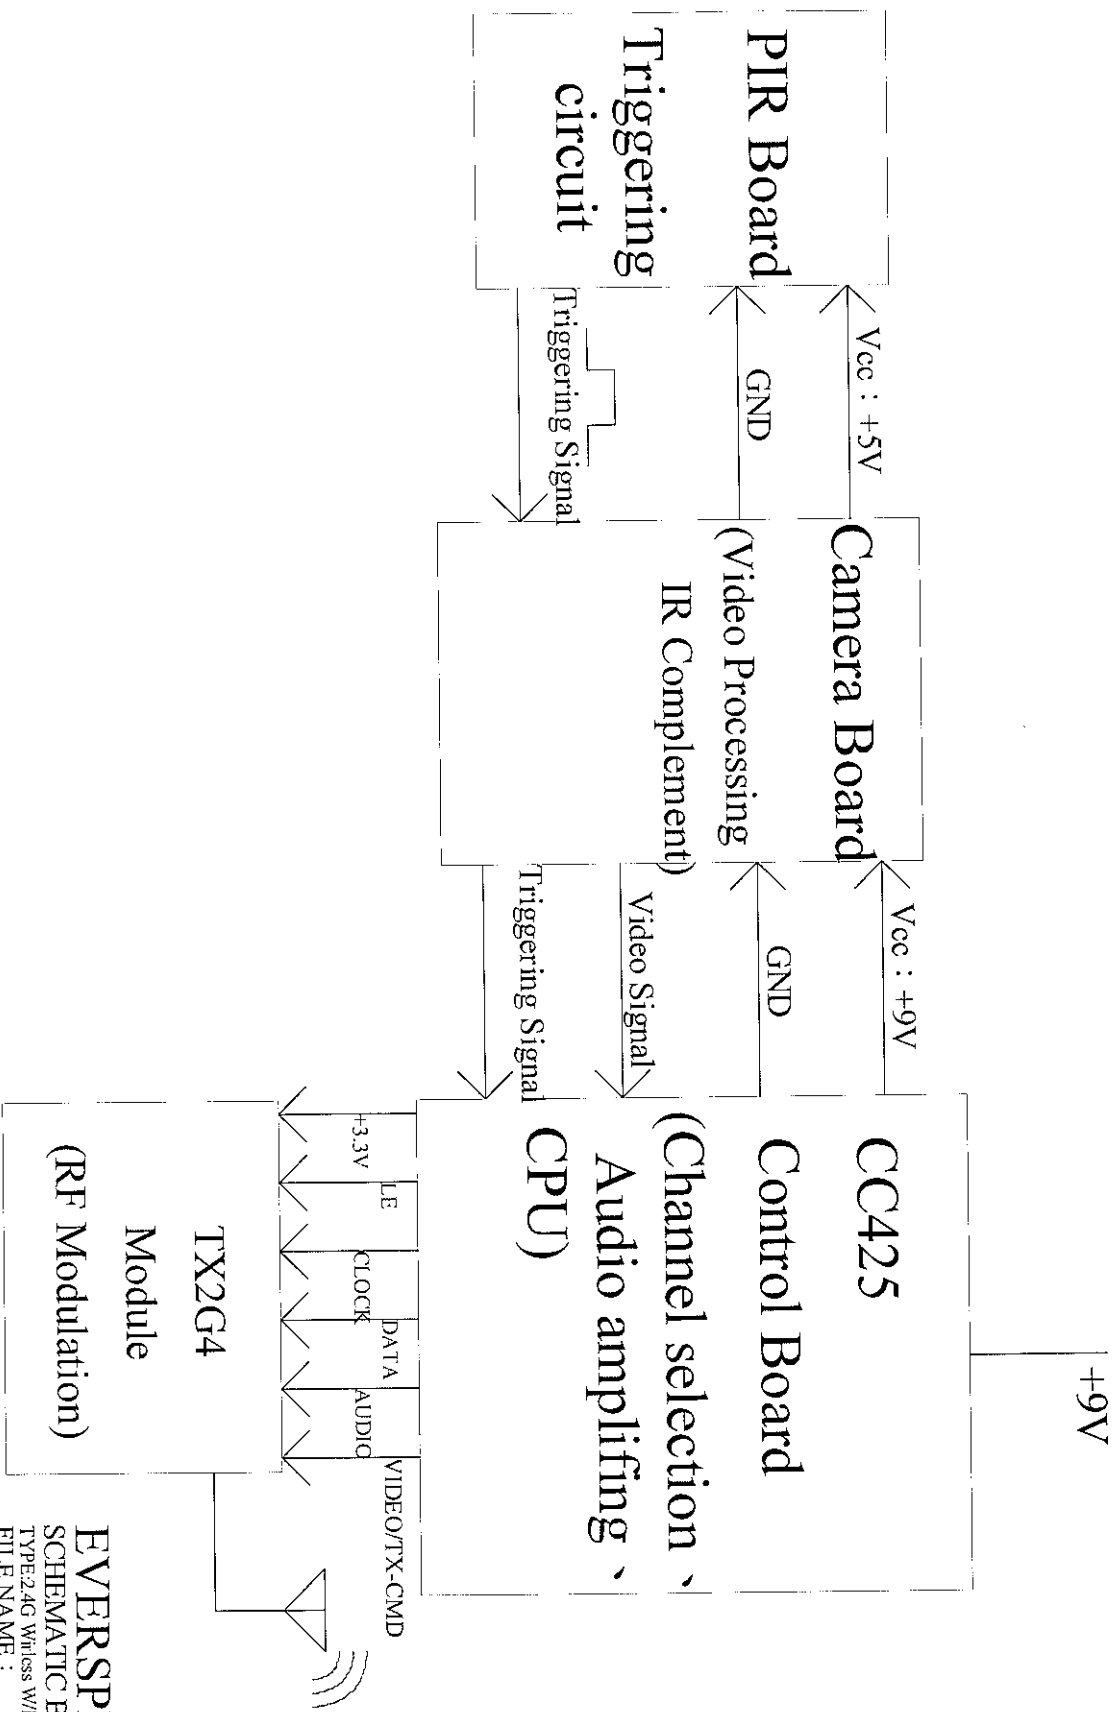 PIR Board
Triggering
circuit
Vcc : +5V
GND
Triggering Signal
Camera Board
(Video Processing
IR Complement)
Vcc : +9V
GND
Video Signal
Triggering Signal
+9V
CC425
Control Board
(Channel selection、
Audio amplifing、
CPU)
+3.3V
LE
CLOCK
DATA
AUDIO
VIDEO/TX-CMD
TX2G4
Module
(RF Modulation)
SCHEMATIC
TYPE:2.4G Wirless
FILE NAME :